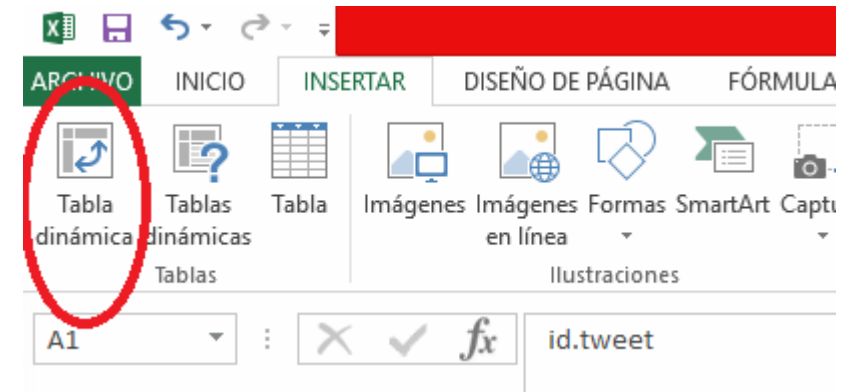 ARCHIVO INICIO INSERTAR DISEÑO DE PÁGINA FÓRMULA
Tabla dinámica
Tablas dinámicas
Tabla
Imágenes
Imágenes en línea
Formas
SmartArt
Captu
Tablas
Ilustraciones
A1
fx
id.tweet